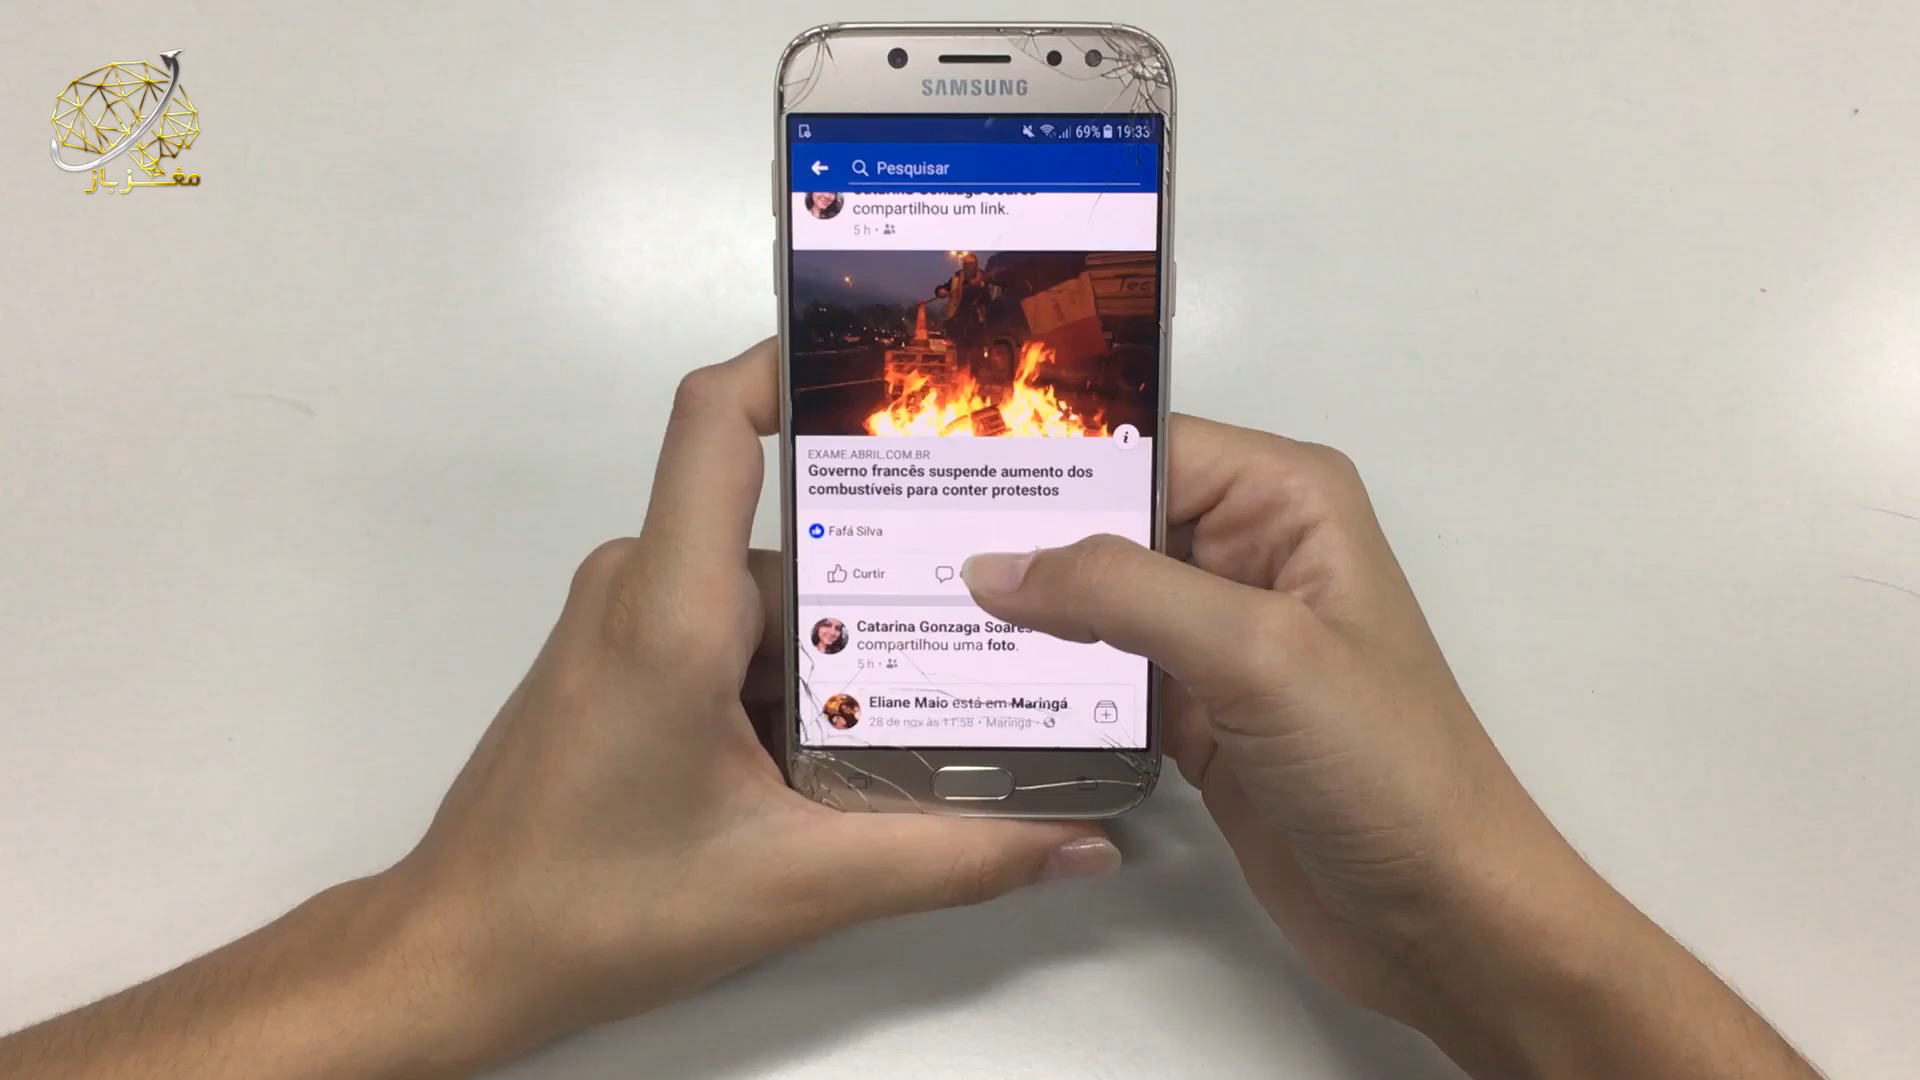 مغزباز
SAMSUNG
69% 19:33
Pesquisar
compartilhou um link.
5 h
EXAME.ABRIL.COM.BR
Governo francês suspende aumento dos
combustíveis para conter protestos
Fafá Silva
Curtir
Catarina Gonzaga Soares
compartilhou uma foto.
5 h
Eliane Maio está em Maringá
28 de nov às 11:58 • Maringá